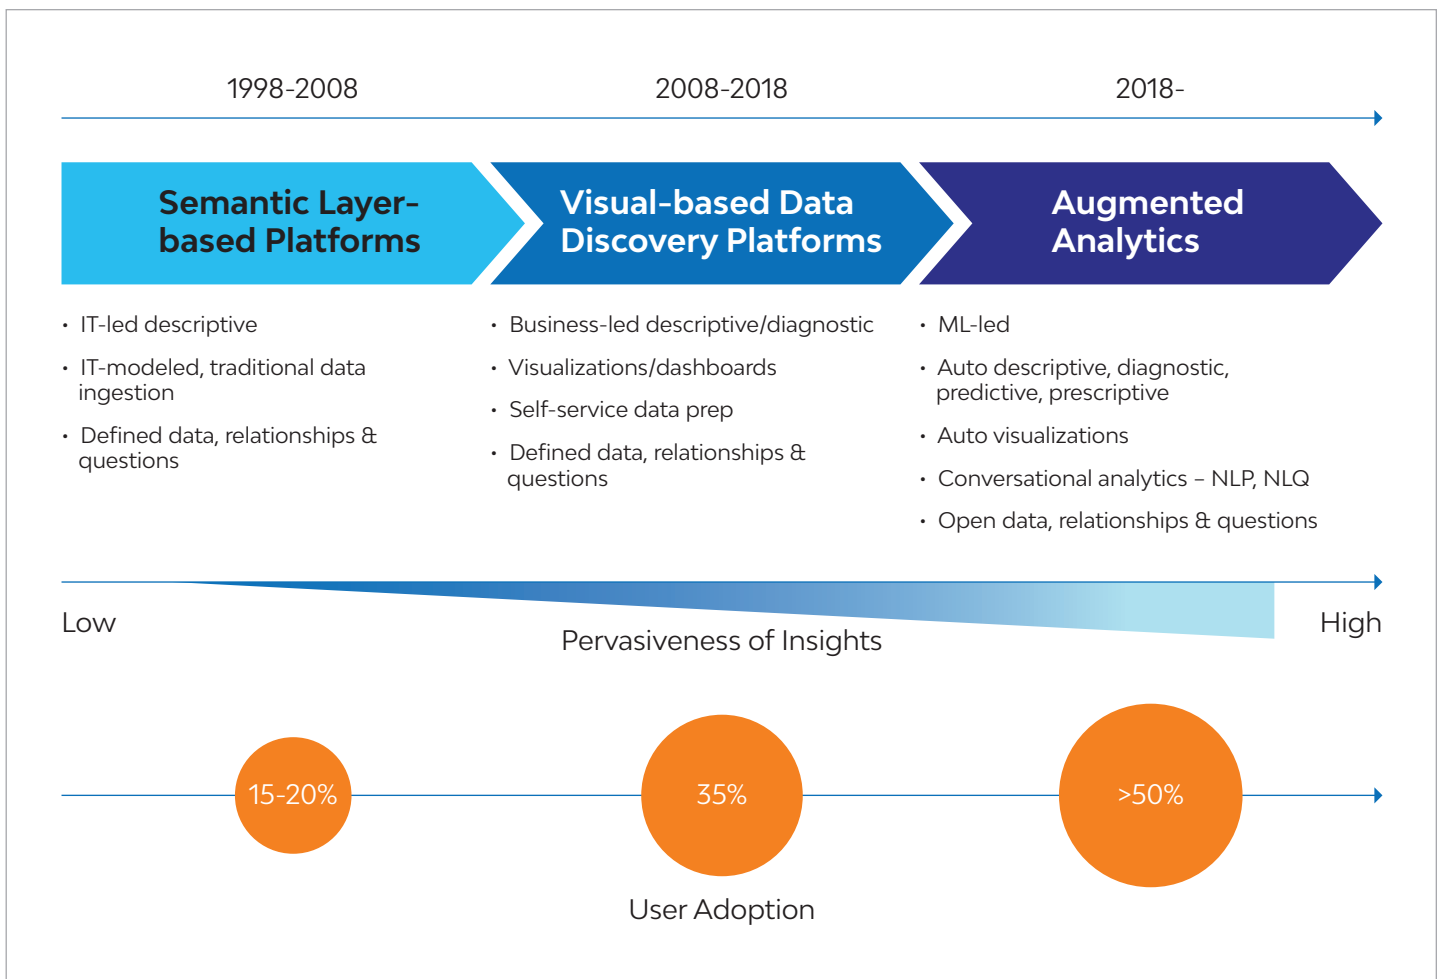 1998-2008
2008-2018
2018-
Semantic Layer-
based Platforms
Visual-based Data
Discovery Platforms
Augmented
Analytics
• IT-led descriptive
• IT-modeled, traditional data
ingestion
• Defined data, relationships &
questions
• Business-led descriptive/diagnostic
• Visualizations/dashboards
• Self-service data prep
• Defined data, relationships &
questions
• ML-led
• Auto descriptive, diagnostic,
predictive, prescriptive
• Auto visualizations
• Conversational analytics – NLP, NLQ
• Open data, relationships & questions
Low
Pervasiveness of Insights
High
15-20%
35%
>50%
User Adoption